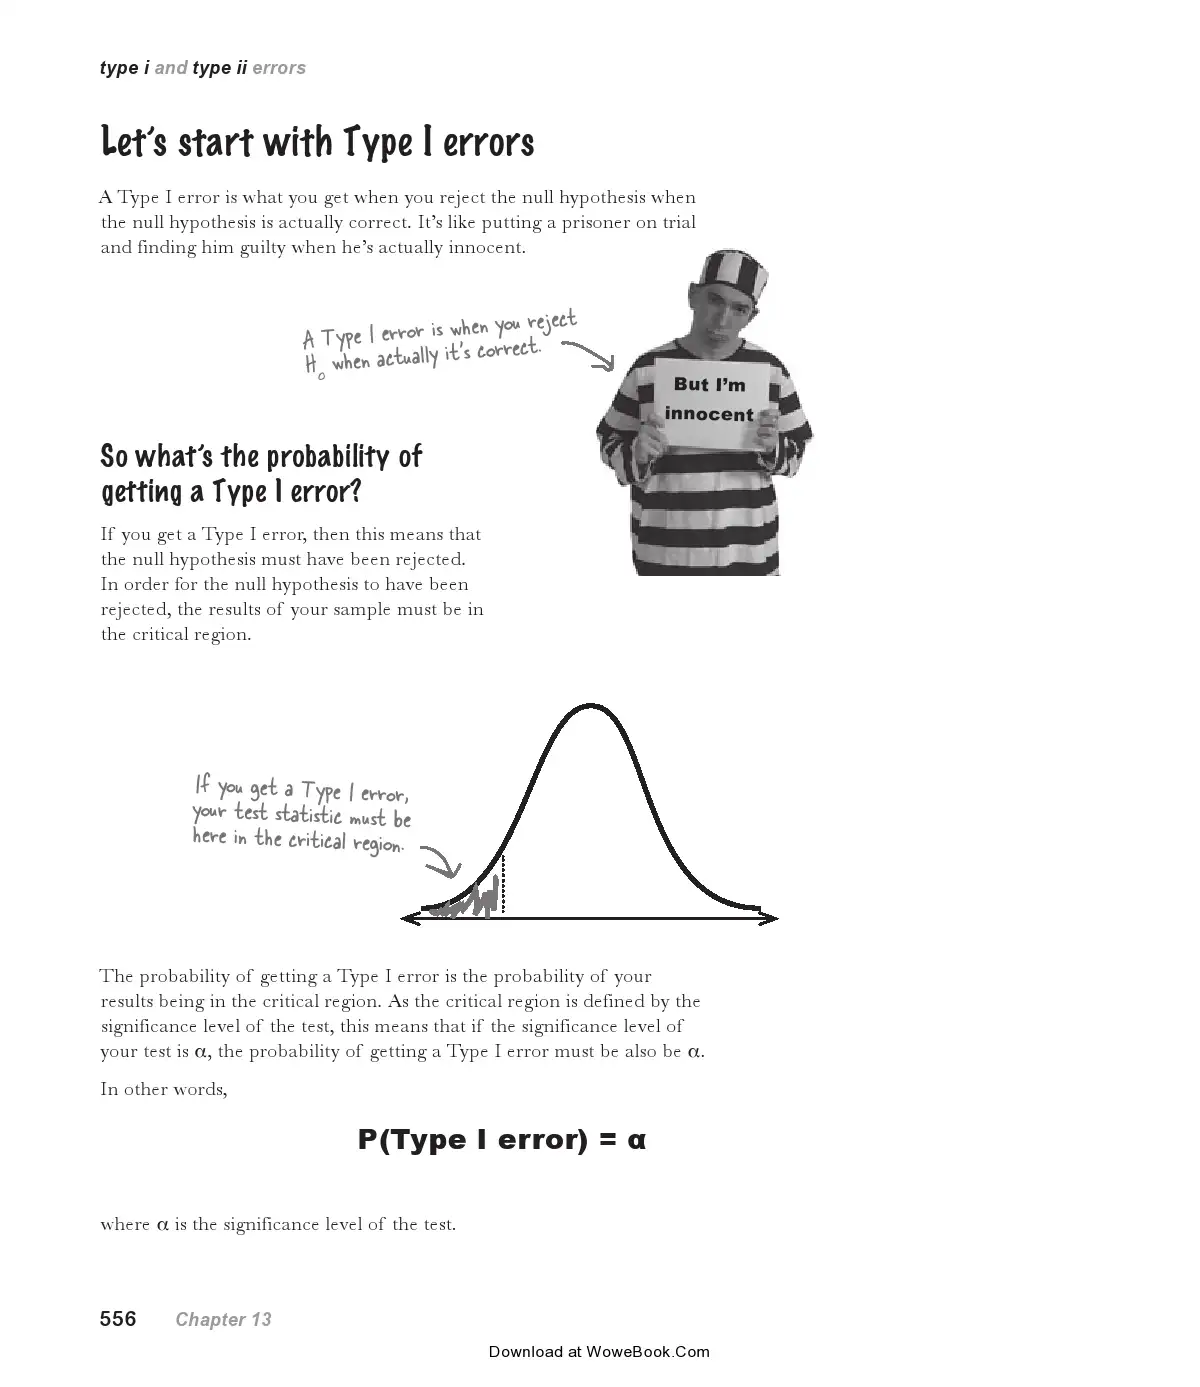 type i and type ii errors
Let's start with Type I errors
A Type I error is what you get when you reject the null hypothesis when
the null hypothesis is actually correct. It's like putting a prisoner on trial
and finding him guilty when he's actually innocent.
A Type I error is when you reject
H0 when actually it's correct.
But I'm
innocent
So what's the probability of
getting a Type I error?
If you get a Type I error, then this means that
the null hypothesis must have been rejected.
In order for the null hypothesis to have been
rejected, the results of your sample must be in
the critical region.
If you get a Type I error,
your test statistic must be
here in the critical region.
The probability of getting a Type I error is the probability of your
results being in the critical region. As the critical region is defined by the
significance level of the test, this means that if the significance level of
your test is α, the probability of getting a Type I error must be also be α.
In other words,
P(Type I error) = α
where α is the significance level of the test.
556 Chapter 13
Download at WoweBook.Com